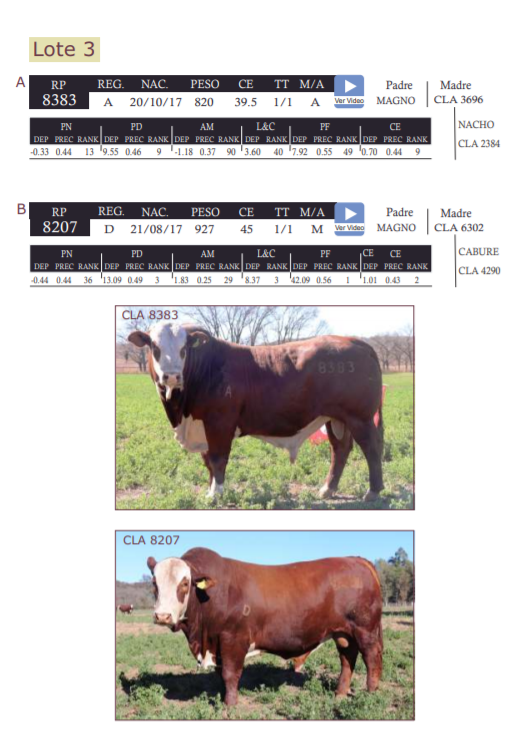 Lote 3
A RP REG. NAC. PESO CE TT M/A Padre Madre
8383 A 20/10/17 820 39.5 1/1 A Ver Video MAGNO CLA 3696
PN PD AM L&C PF CE NACHO
DEP PREC RANK DEP PREC RANK DEP PREC RANK DEP RANK DEP PREC RANK DEP PREC RANK
-0.33 0.44 13 9.55 0.46 9 -1.18 0.37 90 3.60 40 7.92 0.55 49 0.70 0.44 9 CLA 2384
B RP REG. NAC. PESO CE TT M/A Padre Madre
8207 D 21/08/17 927 45 1/1 M Ver Video MAGNO CLA 6302
PN PD AM L&C PF CE CE CABURE
DEP PREC RANK DEP PREC RANK DEP PREC RANK DEP RANK DEP PREC RANK DEP PREC RANK
-0.44 0.44 36 13.09 0.49 3 1.83 0.25 29 8.37 3 42.09 0.56 1 1.01 0.43 2 CLA 4290
CLA 8383
8383
A
CLA 8207
D